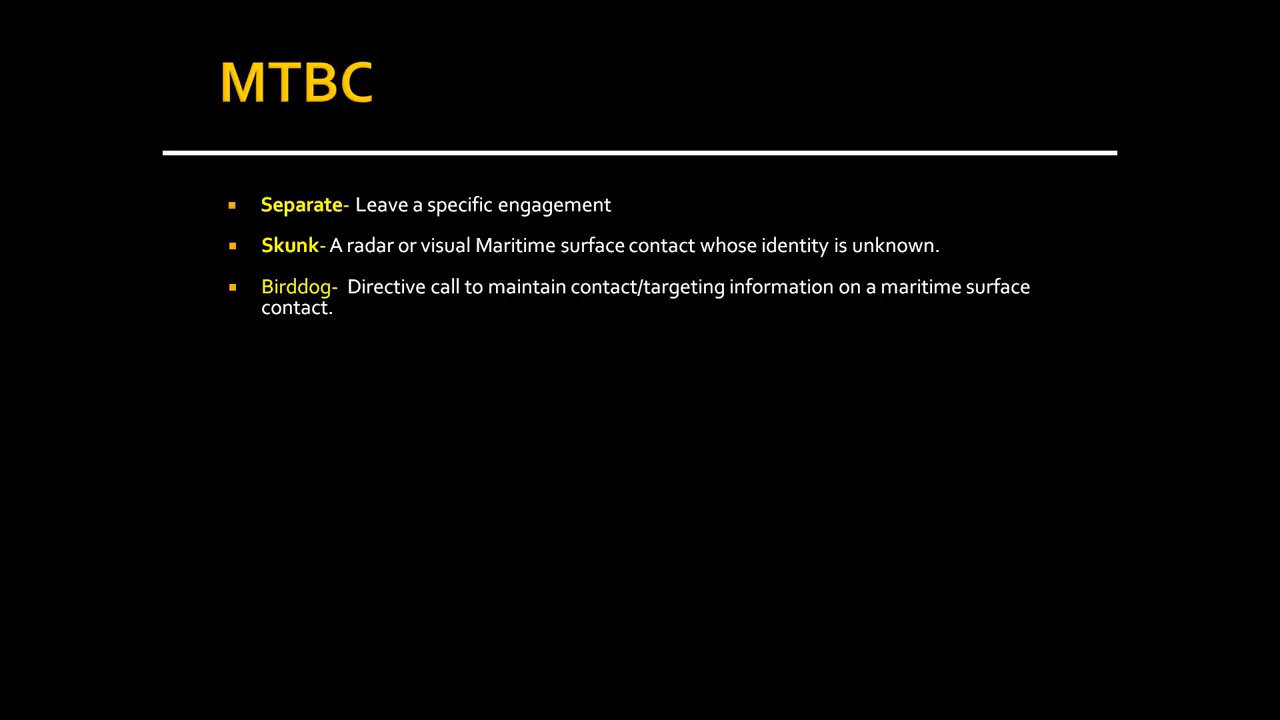 MTBC
▪ Separate- Leave a specific engagement
▪ Skunk- A radar or visual Maritime surface contact whose identity is unknown.
▪ Birddog- Directive call to maintain contact/targeting information on a maritime surface
contact.